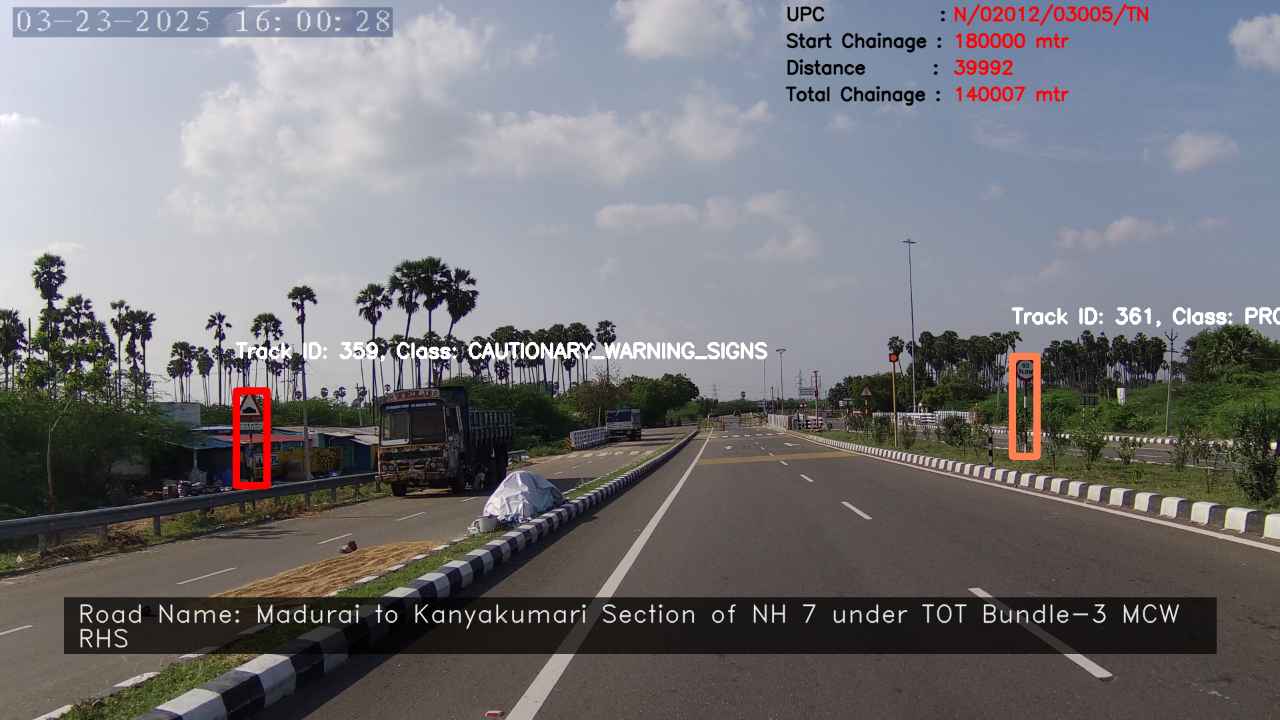 03-23-2025 16:00:28
UPC : N/02012/03005/TN
Start Chainage : 180000 mtr
Distance : 39992
Total Chainage : 140007 mtr
Track ID: 361, Class: PRO
Track ID: 359, Class: CAUTIONARY_WARNING_SIGNS
Road Name: Madurai to Kanyakumari Section of NH 7 under TOT Bundle-3 MCW
RHS